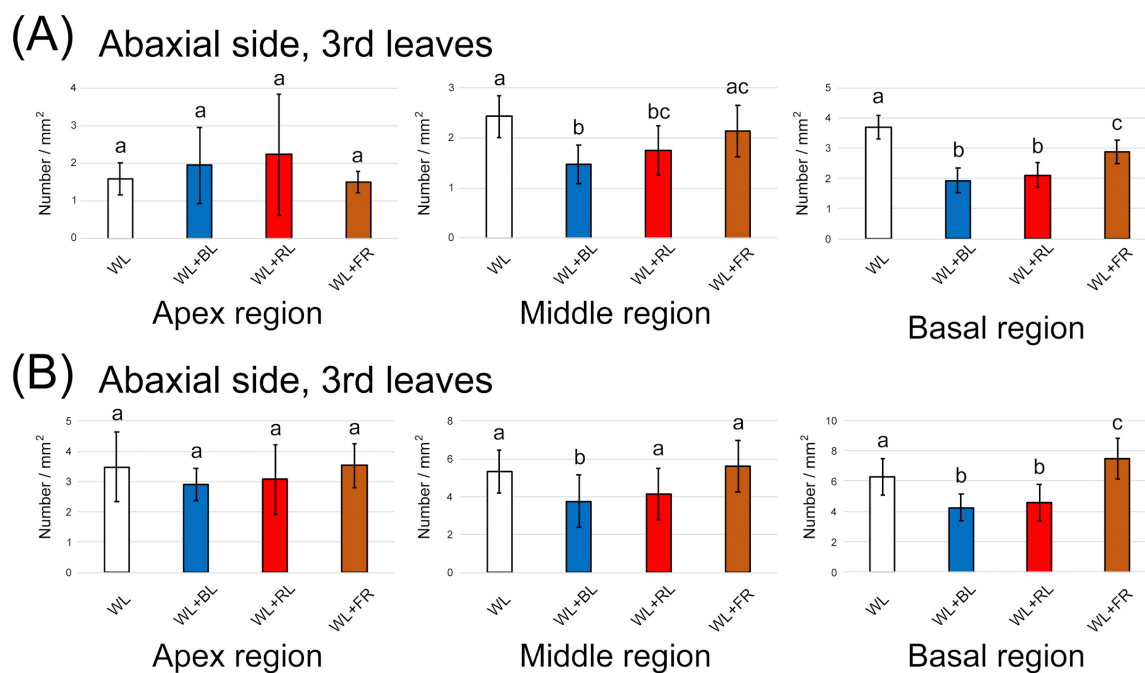 (A) Abaxial side, 3rd leaves
Number / mm²
4
3
2
1
0
a
a
a
a
WL
WL+BL
WL+RL
WL+FR
Apex region
Number / mm²
3
2
1
0
a
b
bc
ac
WL
WL+BL
WL+RL
WL+FR
Middle region
Number / mm²
5
4
3
2
1
0
a
b
b
c
WL
WL+BL
WL+RL
WL+FR
Basal region
(B) Abaxial side, 3rd leaves
Number / mm²
5
4
3
2
1
0
a
a
a
a
WL
WL+BL
WL+RL
WL+FR
Apex region
Number / mm²
8
6
4
2
0
a
b
a
a
WL
WL+BL
WL+RL
WL+FR
Middle region
Number / mm²
10
8
6
4
2
0
a
b
b
c
WL
WL+BL
WL+RL
WL+FR
Basal region